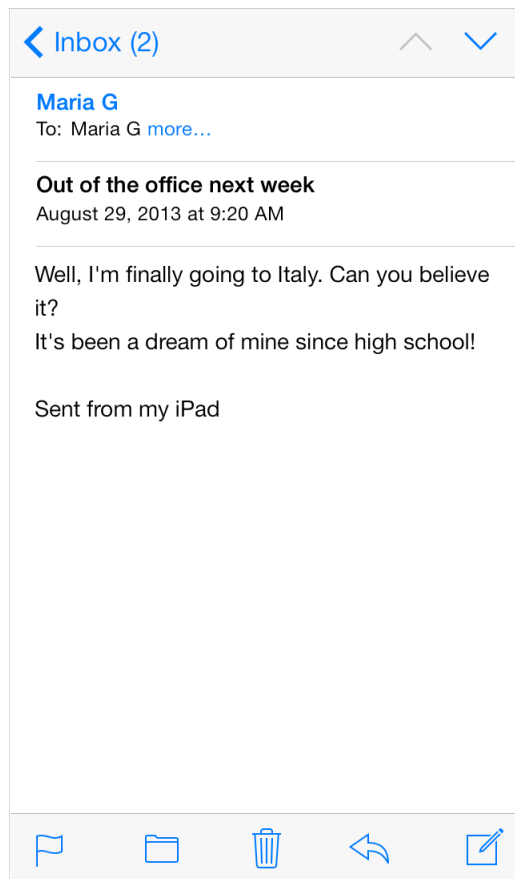 Inbox (2)
Maria G
To: Maria G more...
Out of the office next week
August 29, 2013 at 9:20 AM
Well, I'm finally going to Italy. Can you believe
it?
It's been a dream of mine since high school!
Sent from my iPad